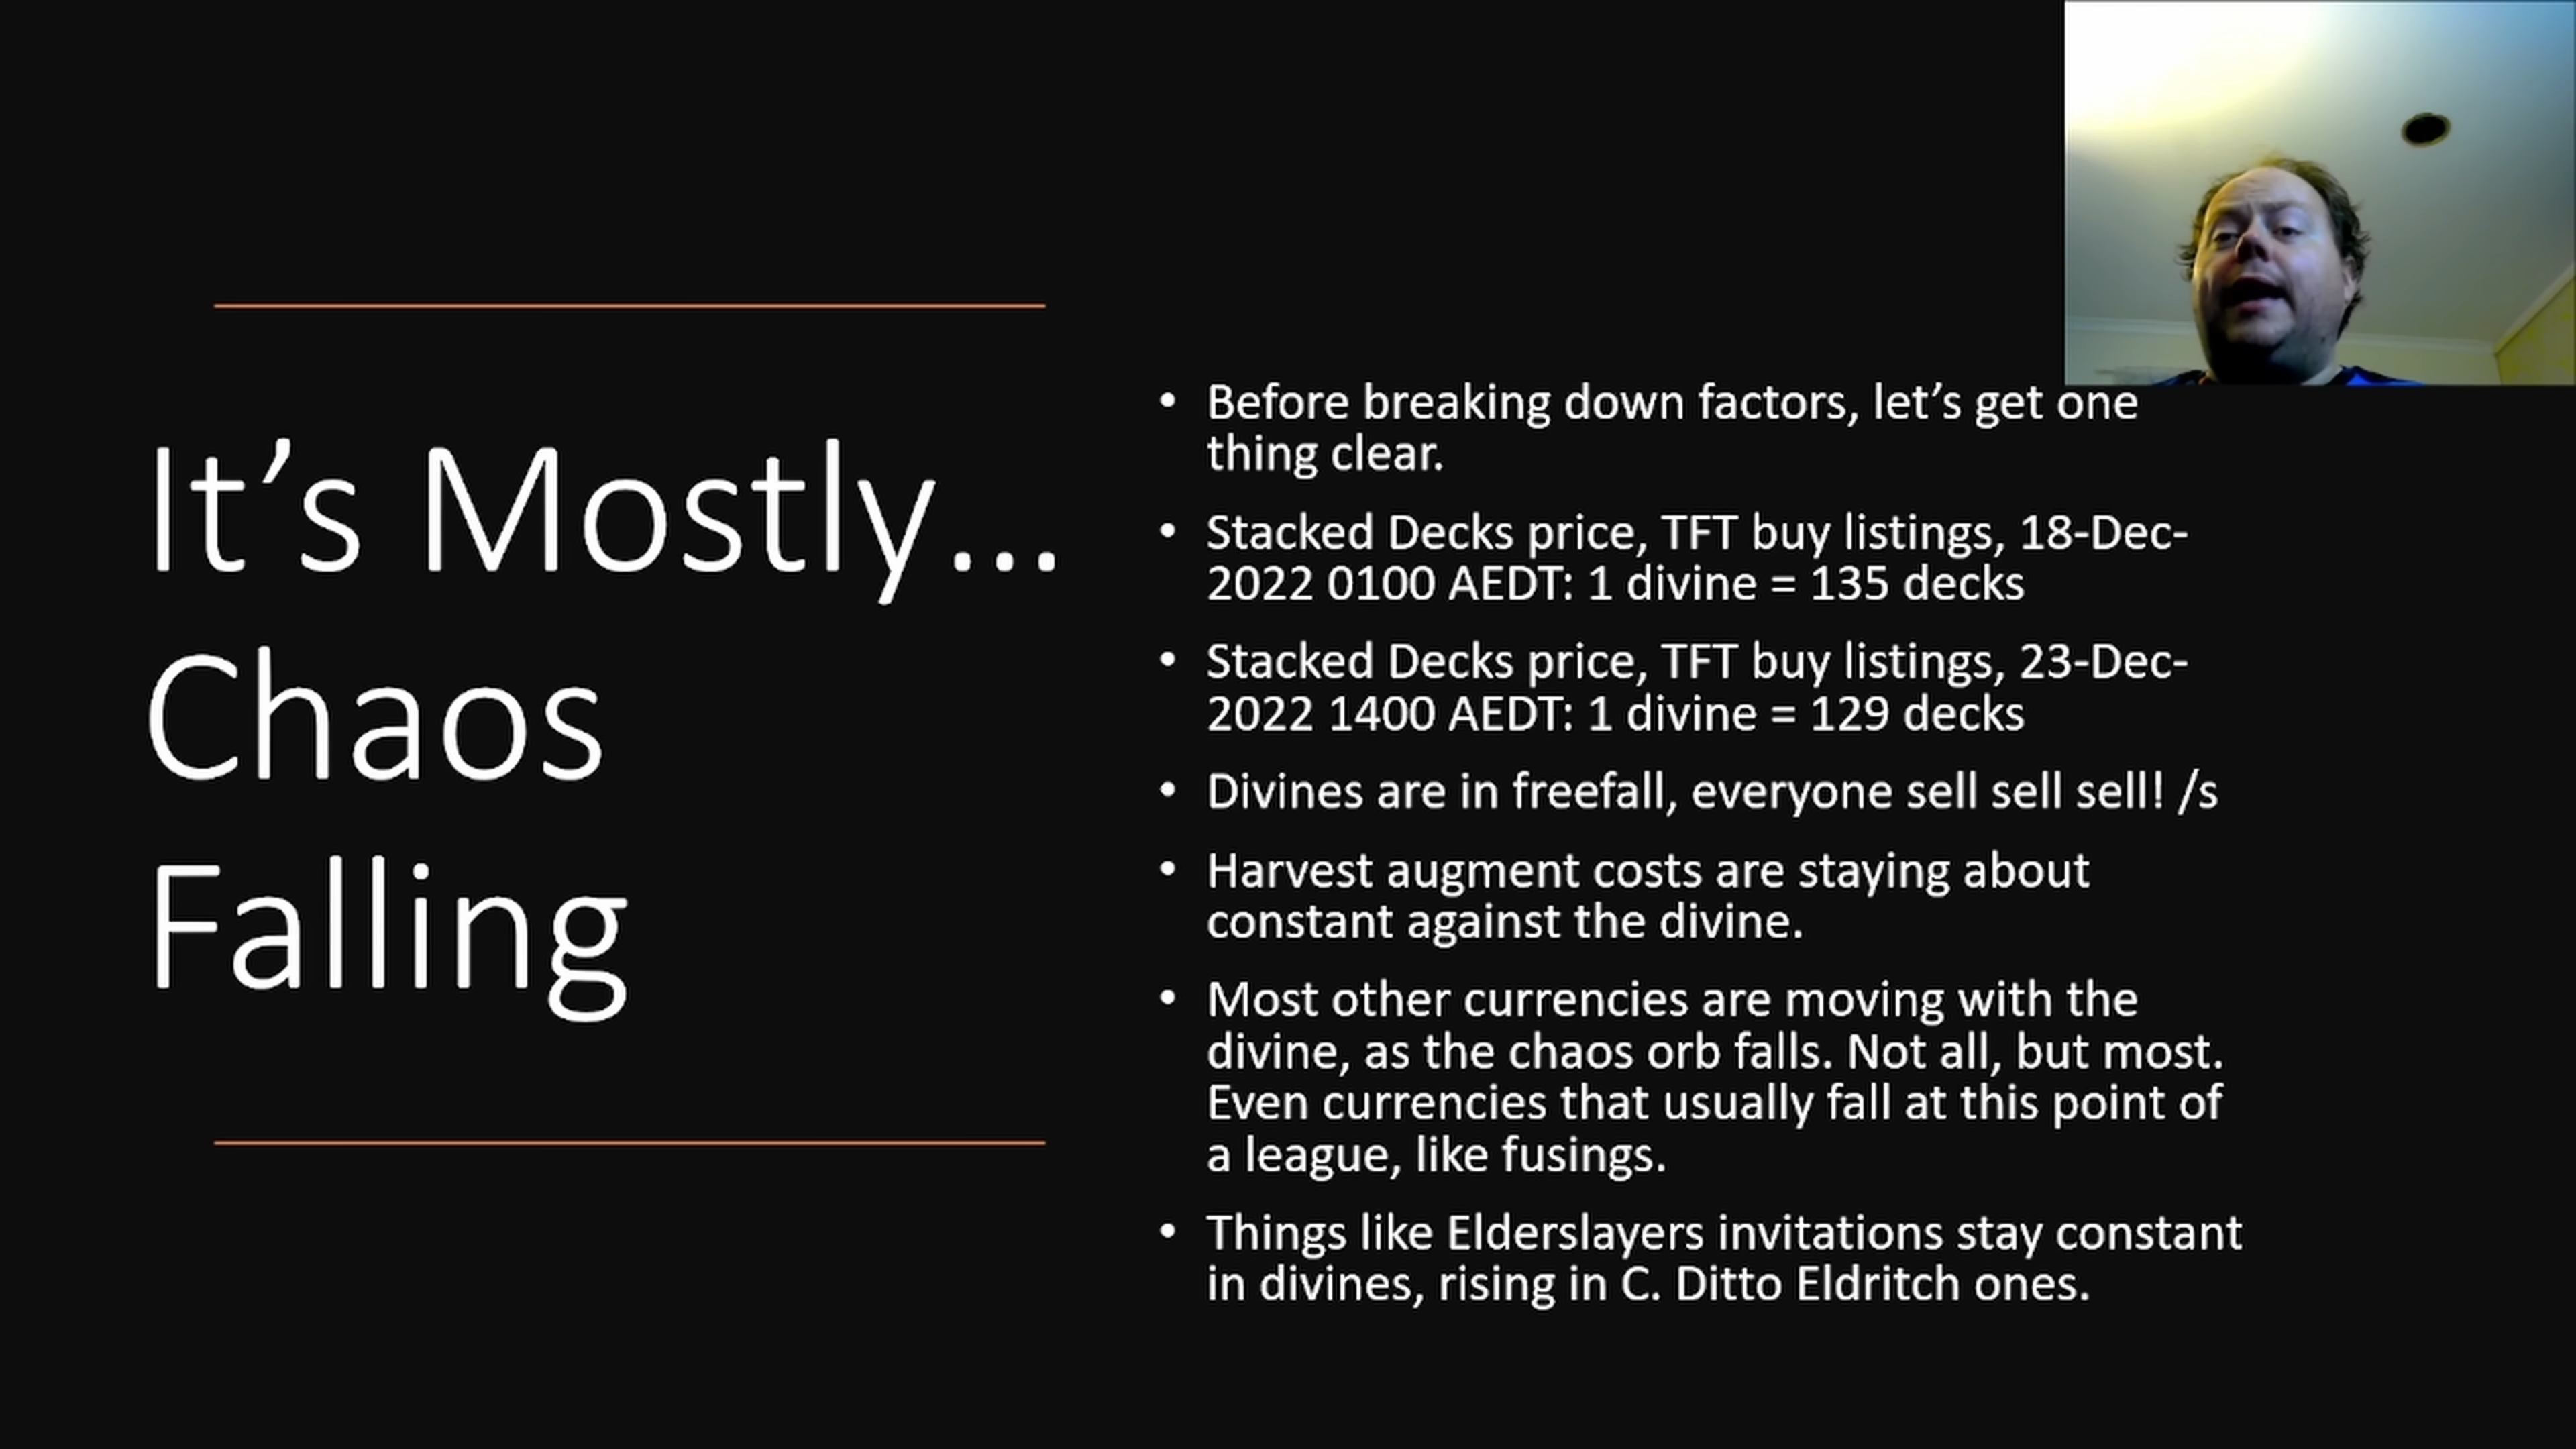 It’s Mostly…
Chaos
Falling
• Before breaking down factors, let’s get one
thing clear.
• Stacked Decks price, TFT buy listings, 18-Dec-
2022 0100 AEDT: 1 divine = 135 decks
• Stacked Decks price, TFT buy listings, 23-Dec-
2022 1400 AEDT: 1 divine = 129 decks
• Divines are in freefall, everyone sell sell sell! /s
• Harvest augment costs are staying about
constant against the divine.
• Most other currencies are moving with the
divine, as the chaos orb falls. Not all, but most.
Even currencies that usually fall at this point of
a league, like fusings.
• Things like Elderslayers invitations stay constant
in divines, rising in C. Ditto Eldritch ones.